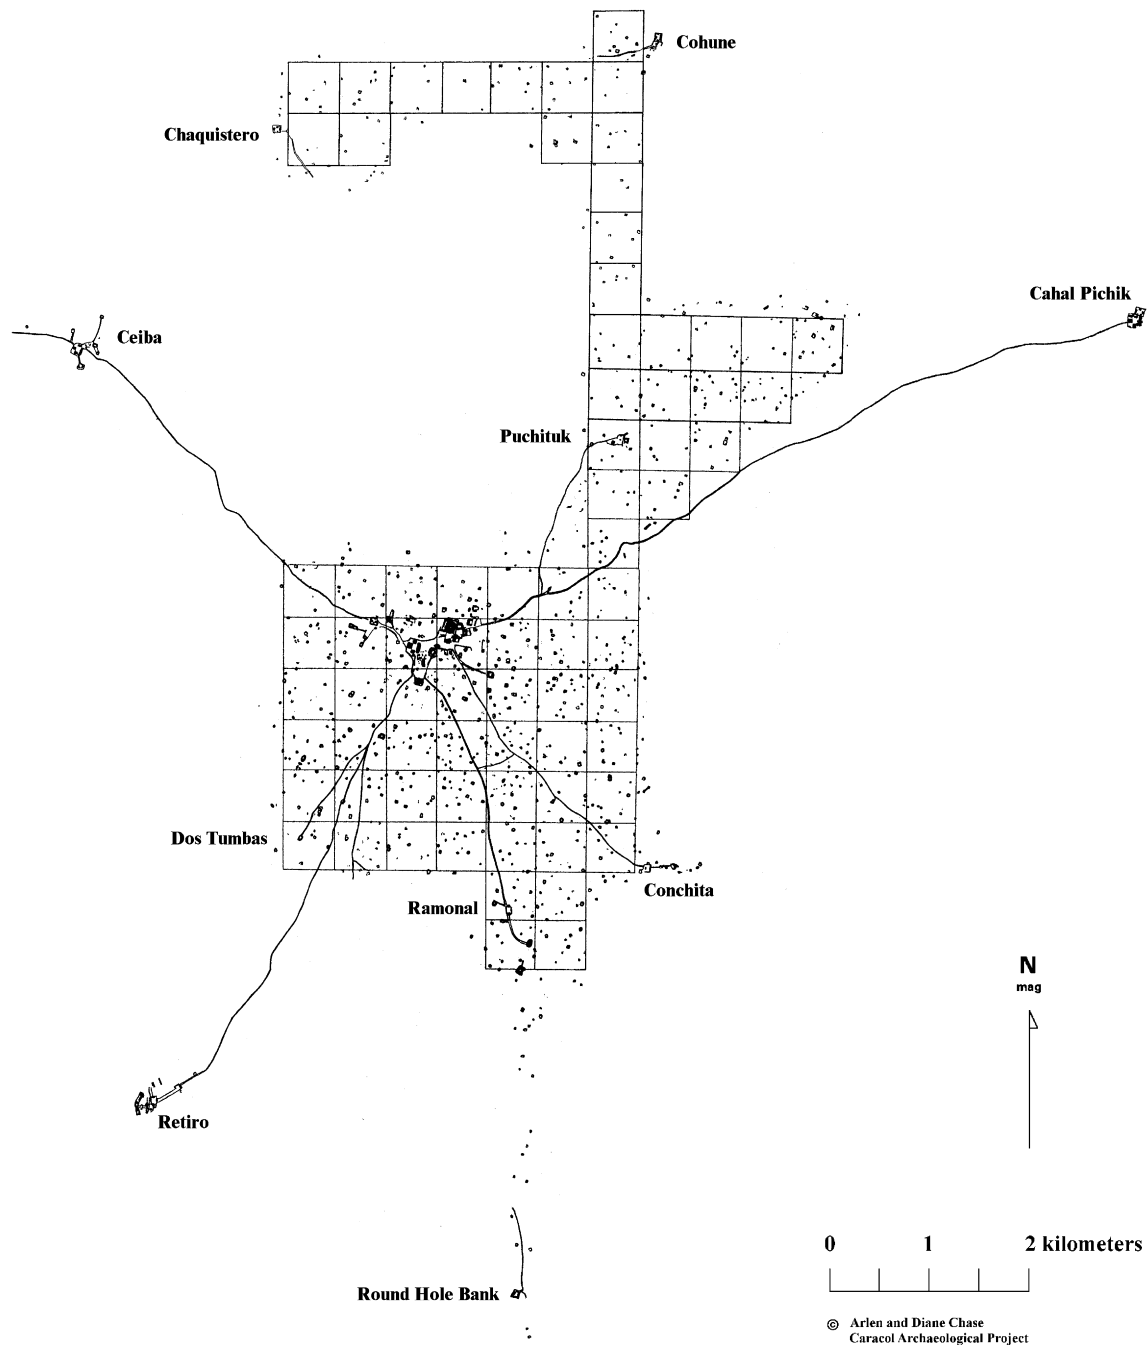 Cohune
Chaquistero
Cahal Pichik
Ceiba
Puchituk
Dos Tumbas
Conchita
Ramonal
N
mag
Retiro
0 1 2 kilometers
Round Hole Bank
© Arlen and Diane Chase
Caracol Archaeological Project